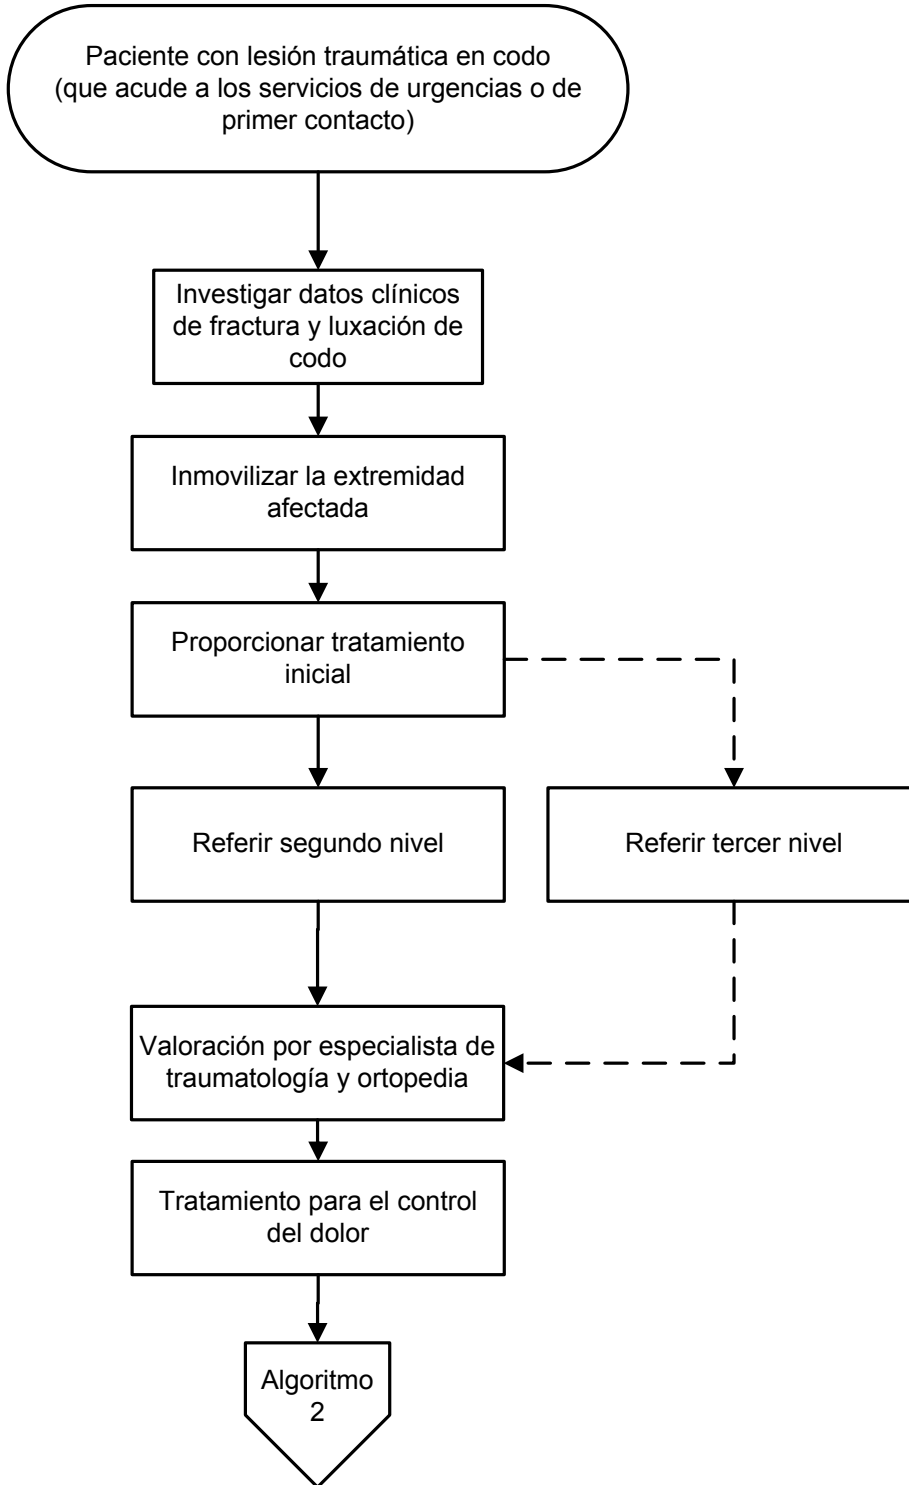 Paciente con lesión traumática en codo
(que acude a los servicios de urgencias o de
primer contacto)
Investigar datos clínicos
de fractura y luxación de
codo
Inmovilizar la extremidad
afectada
Proporcionar tratamiento
inicial
Referir segundo nivel
Referir tercer nivel
Valoración por especialista de
traumatología y ortopedia
Tratamiento para el control
del dolor
Algoritmo
2